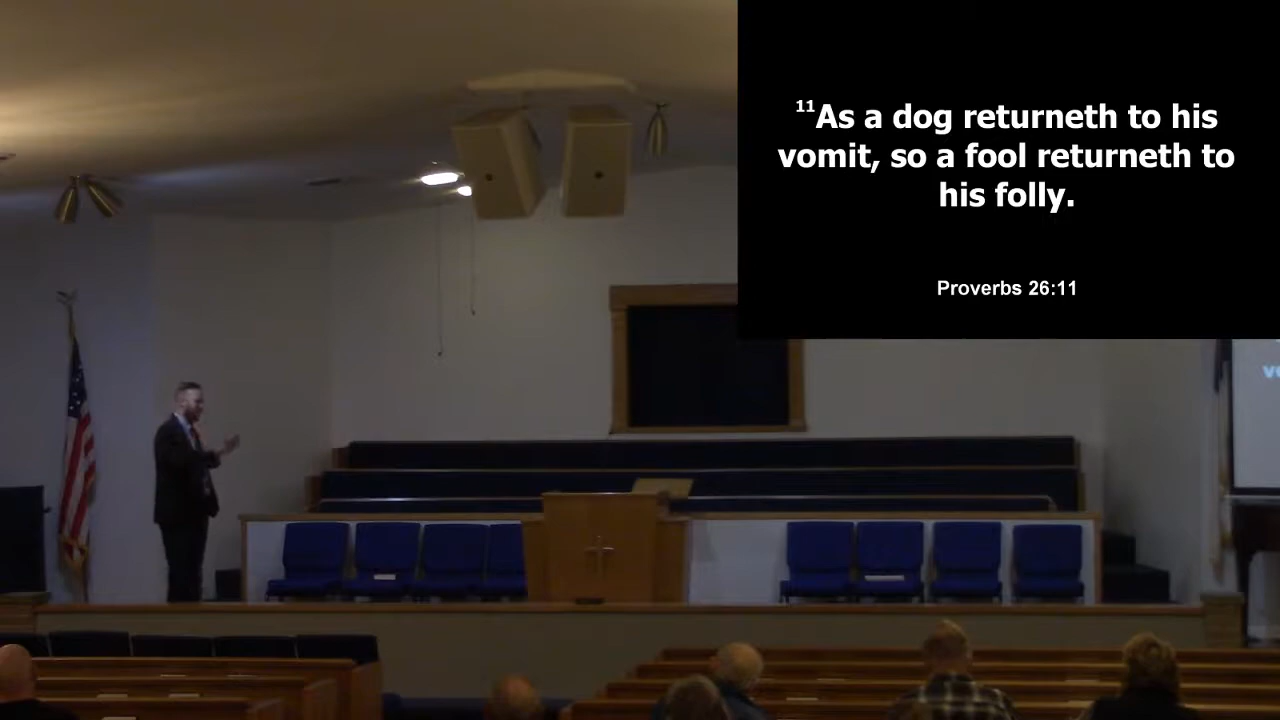 ¹¹As a dog returneth to his
vomit, so a fool returneth to
his folly.
Proverbs 26:11